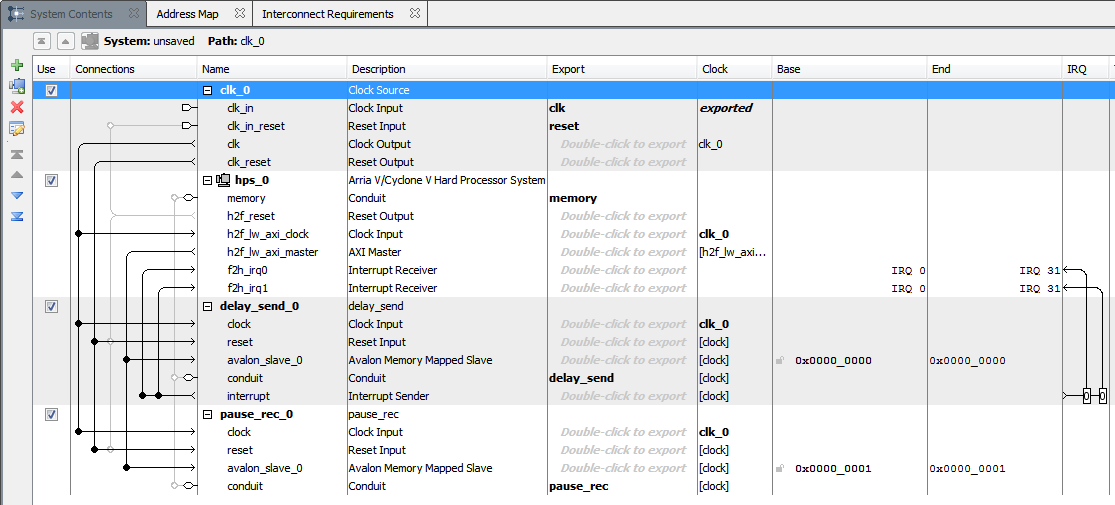 System Contents Address Map Interconnect Requirements
System: unsaved Path: clk_0
Use Connections Name Description Export Clock Base End IRQ
clk_0 Clock Source
clk_in Clock Input clk exported
clk_in_reset Reset Input reset
clk Clock Output Double-click to export clk_0
clk_reset Reset Output Double-click to export
hps_0 Arria V/Cyclone V Hard Processor System
memory Conduit memory
h2f_reset Reset Output Double-click to export
h2f_lw_axi_clock Clock Input Double-click to export clk_0
h2f_lw_axi_master AXI Master Double-click to export [h2f_lw_axi...
f2h_irq0 Interrupt Receiver Double-click to export IRQ 0 IRQ 31
f2h_irq1 Interrupt Receiver Double-click to export IRQ 0 IRQ 31
delay_send_0 delay_send
clock Clock Input Double-click to export clk_0
reset Reset Input Double-click to export [clock]
avalon_slave_0 Avalon Memory Mapped Slave Double-click to export [clock] 0x0000_0000 0x0000_0000
conduit Conduit delay_send [clock]
interrupt Interrupt Sender Double-click to export [clock] 0 0
pause_rec_0 pause_rec
clock Clock Input Double-click to export clk_0
reset Reset Input Double-click to export [clock]
avalon_slave_0 Avalon Memory Mapped Slave Double-click to export [clock] 0x0000_0001 0x0000_0001
conduit Conduit pause_rec [clock]